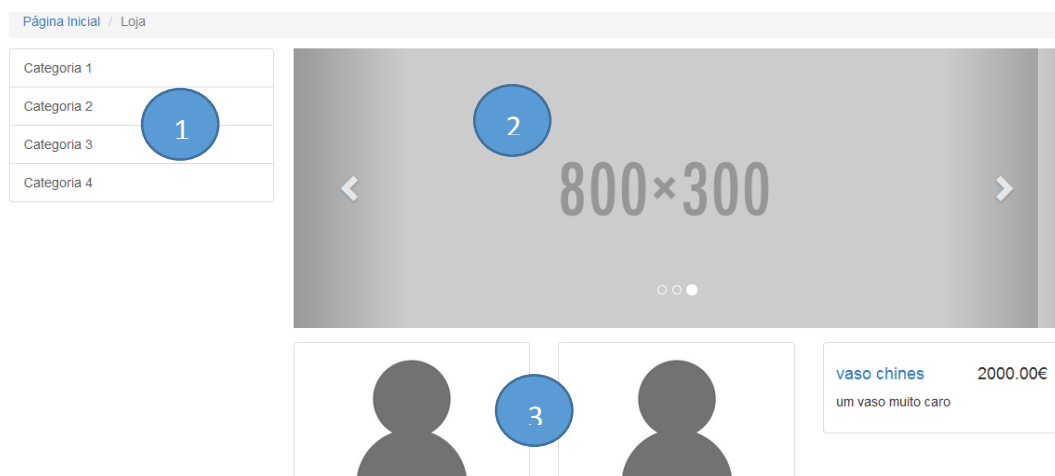 Página Inicial / Loja
Categoria 1
Categoria 2
Categoria 3
Categoria 4
1
2
800×300
3
vaso chines 2000.00€
um vaso muito caro